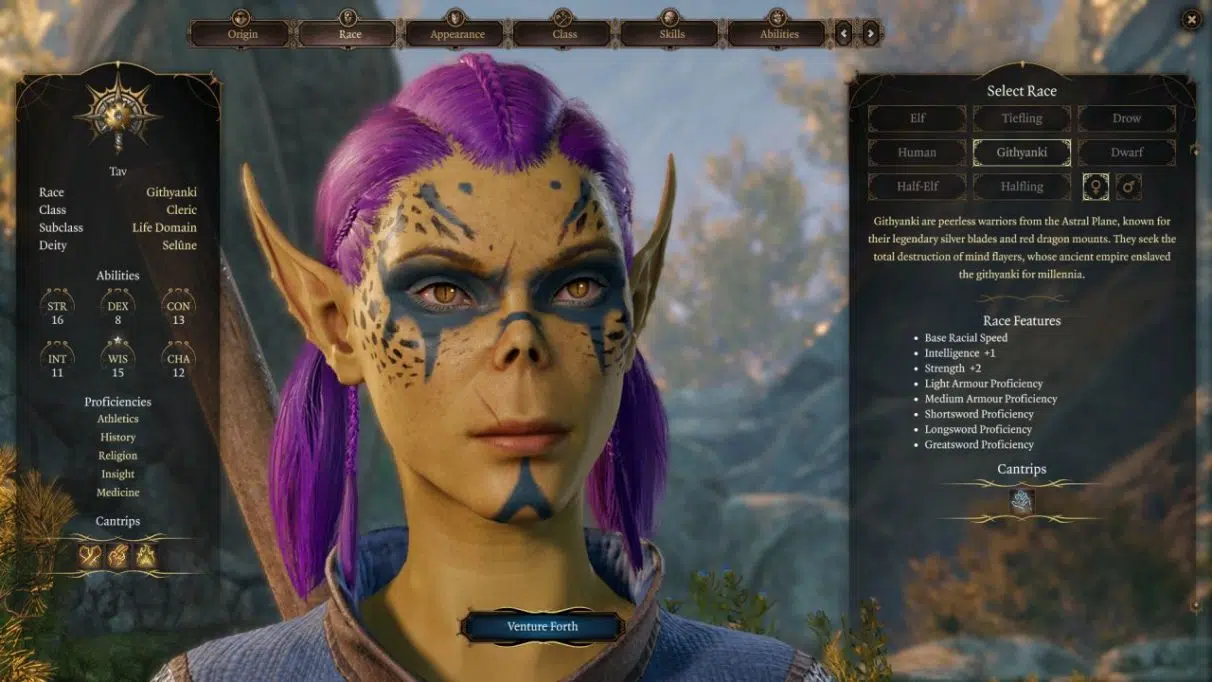 Origin
Race
Appearance
Class
Skills
Abilities
Tav
Race Githyanki
Class Cleric
Subclass Life Domain
Deity Selûne
Abilities
STR DEX CON
16 8 13
INT WIS CHA
11 15 12
Proficiencies
Athletics
History
Religion
Insight
Medicine
Cantrips
Venture Forth
Select Race
Elf Tiefling Drow
Human Githyanki Dwarf
Half-Elf Halfling
Githyanki are peerless warriors from the Astral Plane, known for
their legendary silver blades and red dragon mounts. They seek the
total destruction of mind flayers, whose ancient empire enslaved
the githyanki for millennia.
Race Features
Base Racial Speed
Intelligence +1
Strength +2
Light Armour Proficiency
Medium Armour Proficiency
Shortsword Proficiency
Longsword Proficiency
Greatsword Proficiency
Cantrips